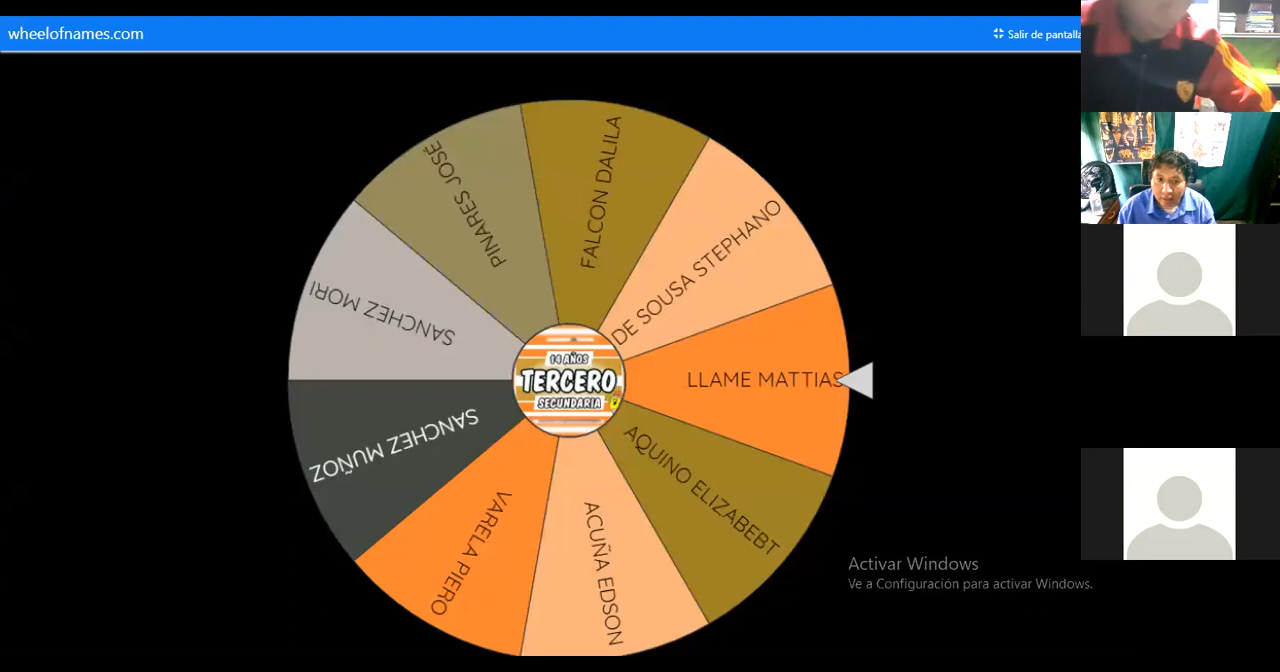 wheelofnames.com
Salir de pantalla
FALCON DALILA
DE SOUSA STEPHANO
LLAME MATTIAS
AQUINO ELIZABEBT
ACUÑA EDSON
VARELA PIERO
SANCHEZ MUÑOZ
SANCHEZ MORI
PINARES JOSÉ
14 AÑOS
TERCERO
SECUNDARIA
Activar Windows
Ve a Configuración para activar Windows.